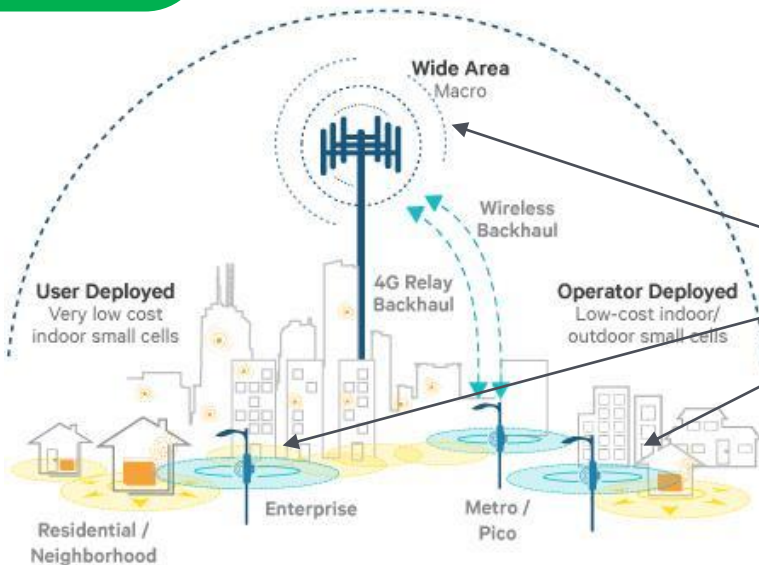 Wide Area
Macro
Wireless
Backhaul
4G Relay
Backhaul
User Deployed
Very low cost
indoor small cells
Operator Deployed
Low-cost indoor/
outdoor small cells
Enterprise
Metro /
Pico
Residential /
Neighborhood